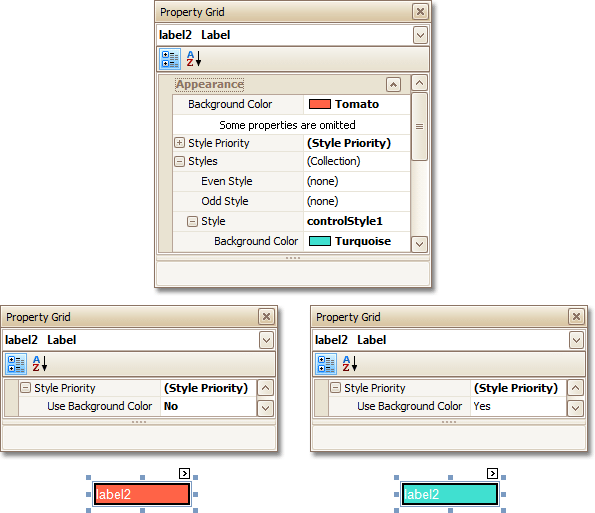 Property Grid
label2 Label
A
Z
Appearance
Background Color Tomato
Some properties are omitted
Style Priority (Style Priority)
Styles (Collection)
Even Style (none)
Odd Style (none)
Style controlStyle1
Background Color Turquoise
Property Grid
label2 Label
A
Z
Style Priority (Style Priority)
Use Background Color No
label2
Property Grid
label2 Label
A
Z
Style Priority (Style Priority)
Use Background Color Yes
label2